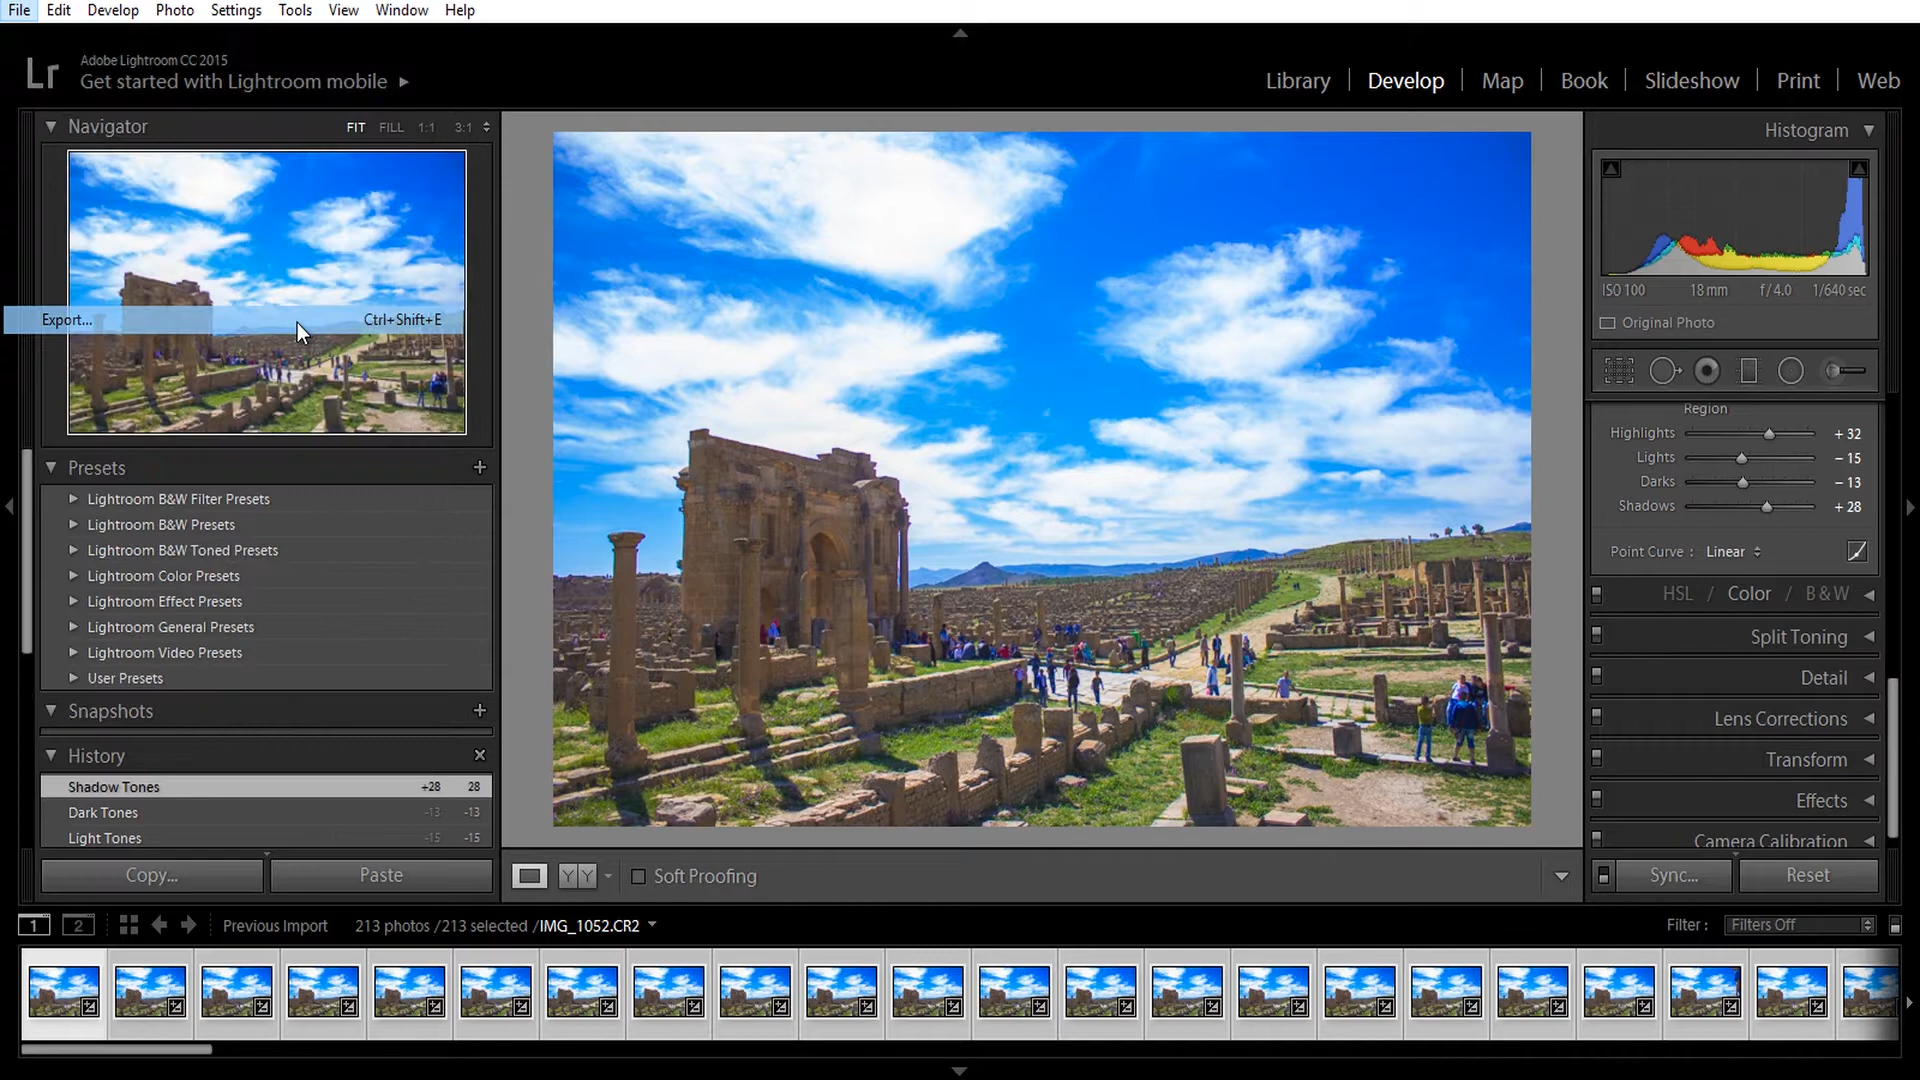 File Edit Develop Photo Settings Tools View Window Help
Lr
Adobe Lightroom CC 2015
Get started with Lightroom mobile
Library Develop Map Book Slideshow Print Web
Navigator FIT FILL 1:1 3:1
Export... Ctrl+Shift+E
Presets +
Lightroom B&W Filter Presets
Lightroom B&W Presets
Lightroom B&W Toned Presets
Lightroom Color Presets
Lightroom Effect Presets
Lightroom General Presets
Lightroom Video Presets
User Presets
Snapshots +
History
Shadow Tones +28 28
Dark Tones -13 -13
Light Tones -15 -15
Copy... Paste
YY
Soft Proofing
Histogram
ISO 100 18 mm f / 4.0 1/640 sec
Original Photo
Region
Highlights + 32
Lights - 15
Darks - 13
Shadows + 28
Point Curve : Linear
HSL / Color / B & W
Split Toning
Detail
Lens Corrections
Transform
Effects
Camera Calibration
Sync... Reset
1 2 Previous Import 213 photos /213 selected /IMG_1052.CR2
Filter : Filters Off